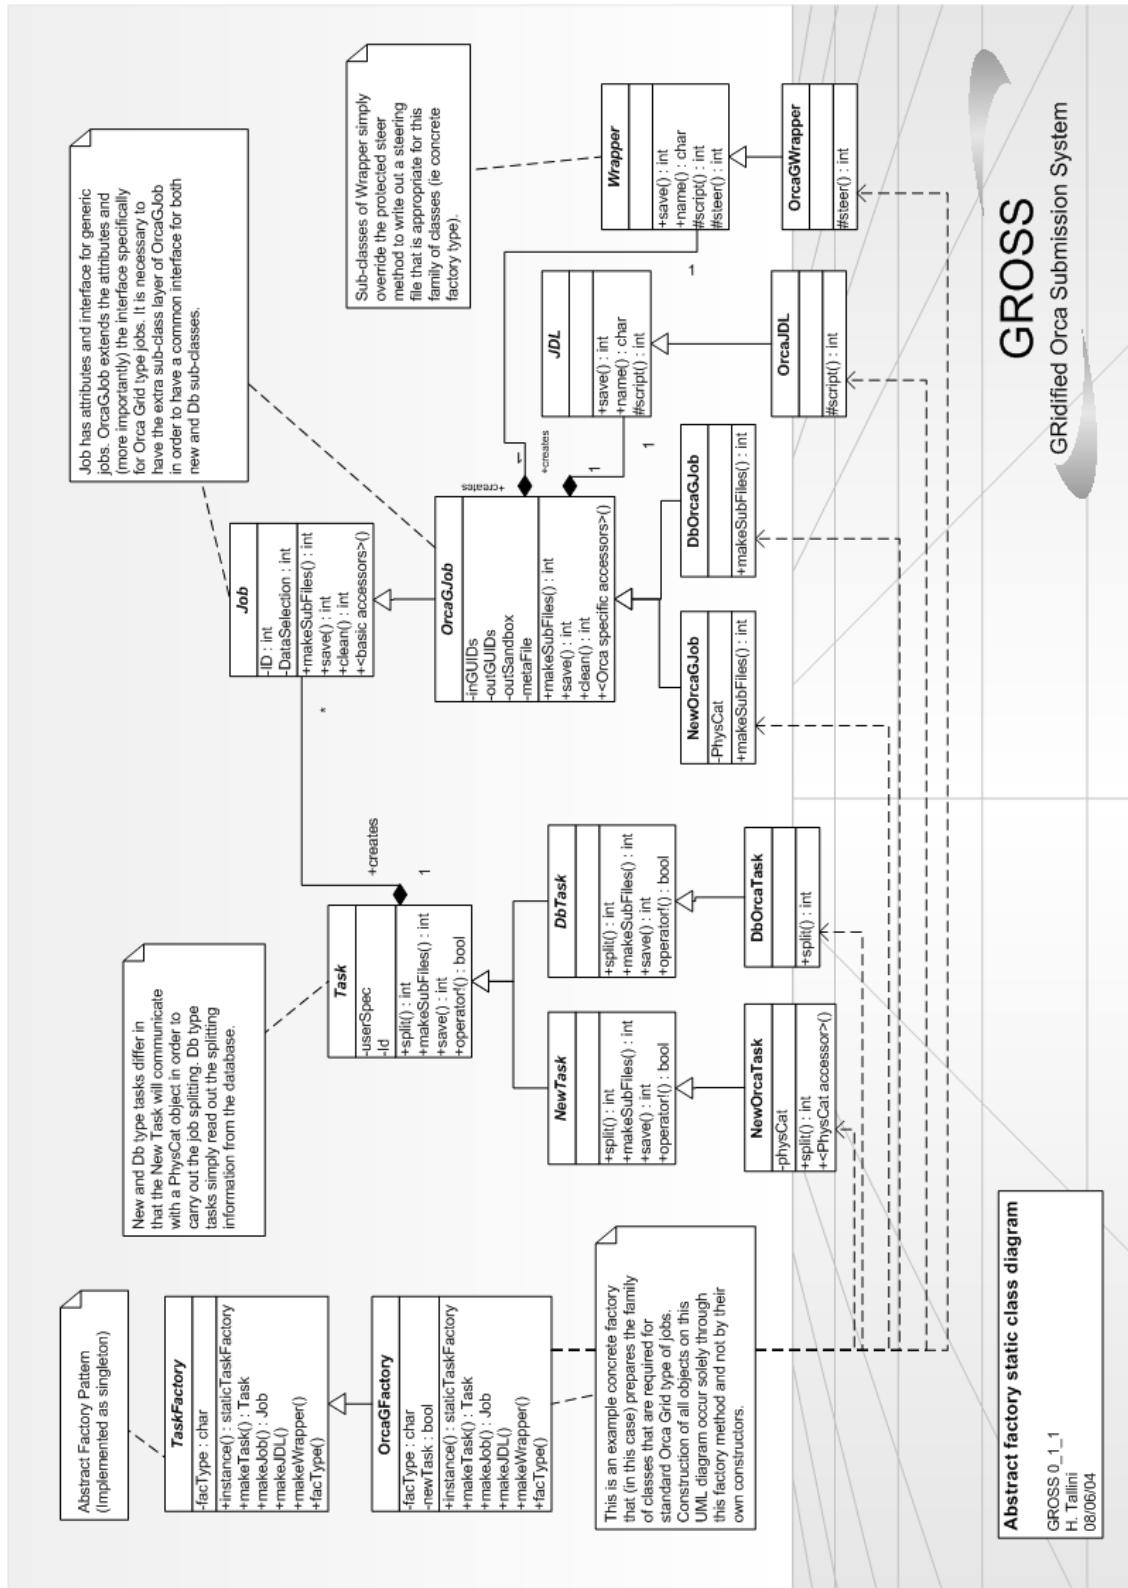 Abstract Factory Pattern
(Implemented as singleton)
TaskFactory
-facType : char
+instance() : staticTaskFactory
+makeTask() : Task
+makeJob() : Job
+makeJDL()
+makeWrapper()
+facType()
OrcaGFactory
-facType : char
-newTask : bool
+instance() : staticTaskFactory
+makeTask() : Task
+makeJob() : Job
+makeJDL()
+makeWrapper()
+facType()
This is an example concrete factory
that (in this case) prepares the family
of classes that are required for
standard Orca Grid type of jobs.
Construction of all objects on this
UML diagram occur solely through
this factory method and not by their
own constructors.
New and Db type tasks differ in
that the New Task will communicate
with a PhysCat object in order to
carry out the job splitting. Db type
tasks simply read out the splitting
information from the database.
Task
-userSpec
-Id
+split() : int
+makeSubFiles() : int
+save() : int
+operator!() : bool
+creates
1
*
NewTask
+split() : int
+makeSubFiles() : int
+save() : int
+operator!() : bool
DbTask
+split() : int
+makeSubFiles() : int
+save() : int
+operator!() : bool
NewOrcaTask
-physCat
+split() : int
+<PhysCat accessor>()
DbOrcaTask
+split() : int
Job has attributes and interface for generic
jobs. OrcaGJob extends the attributes and
(more importantly) the interface specifically
for Orca Grid type jobs. It is necessary to
have the extra sub-class layer of OrcaGJob
in order to have a common interface for both
new and Db sub-classes.
Job
-ID : int
-DataSelection : int
+makeSubFiles() : int
+save() : int
+clean() : int
+<basic accessors>()
OrcaGJob
-inGUIDs
-outGUIDs
-outSandbox
-metaFile
+makeSubFiles() : int
+save() : int
+clean() : int
+<Orca specific accessors>()
+creates
1
+creates
1
1
1
NewOrcaGJob
-PhysCat
+makeSubFiles() : int
DbOrcaGJob
+makeSubFiles() : int
Sub-classes of Wrapper simply
override the protected steer
method to write out a steering
file that is appropriate for this
family of classes (ie concrete
factory type).
JDL
+save() : int
+name() : char
#script() : int
OrcaJDL
#script() : int
Wrapper
+save() : int
+name() : char
#script() : int
#steer() : int
OrcaGWrapper
#steer() : int
GROSS
GRidified Orca Submission System
Abstract factory static class diagram
GROSS 0_1_1
H. Tallini
08/06/04